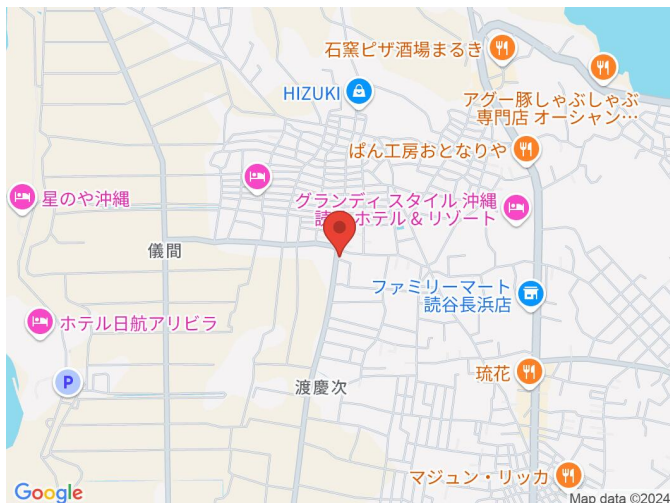 石窯ピザ酒場まるき
HIZUKI
アグー豚しゃぶしゃぶ
専門店 オーシャン…
ぱん工房おとなりや
星のや沖縄
グランディ スタイル 沖縄
ホテル & リゾート
儀間
ファミリーマート
読谷長浜店
ホテル日航アリビラ
P
琉花
渡慶次
マジュン・リッカ
Google
Map data ©2024